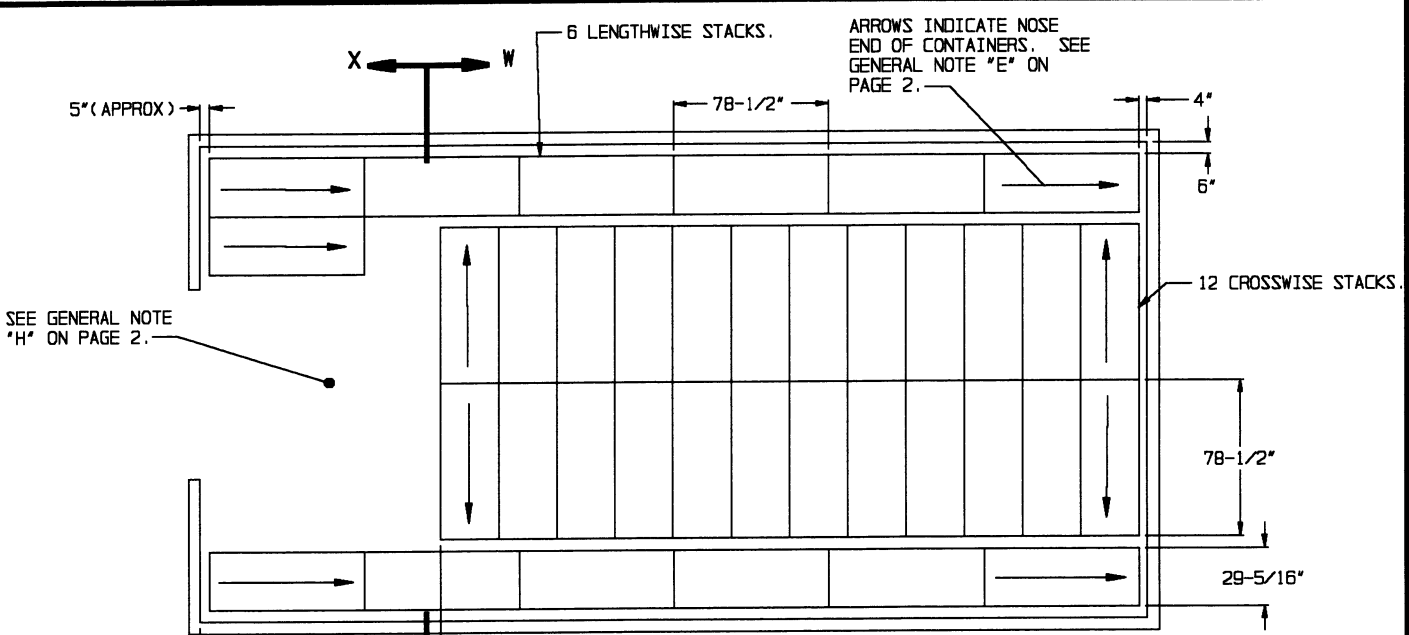 6 LENGTHWISE STACKS.
ARROWS INDICATE NOSE
END OF CONTAINERS. SEE
GENERAL NOTE "E" ON
PAGE 2.
X
W
5"(APPROX)
78-1/2"
4"
6"
12 CROSSWISE STACKS.
SEE GENERAL NOTE
"H" ON PAGE 2.
78-1/2"
29-5/16"